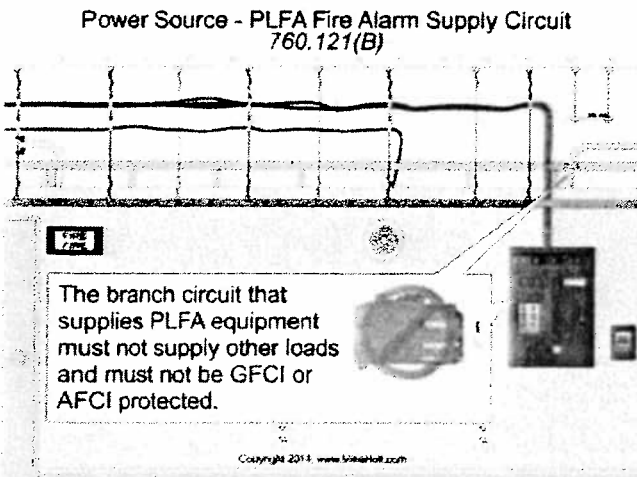 Power Source - PLFA Fire Alarm Supply Circuit
760.121(B)
The branch circuit that
supplies PLFA equipment
must not supply other loads
and must not be GFCI or
AFCI protected.
Copyright 2014, www.MikeHolt.com